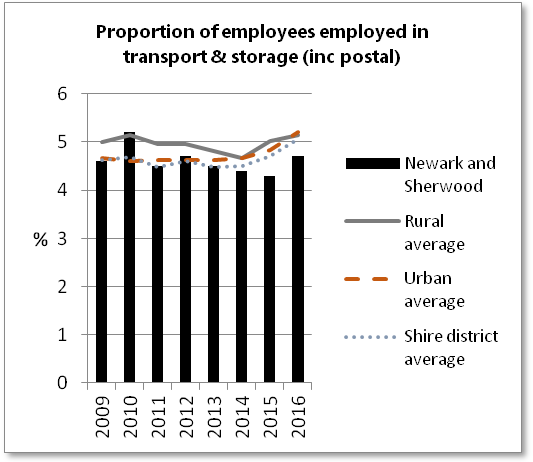 Proportion of employees employed in
transport & storage (inc postal)
6
5
4
3
2
1
0
%
2009
2010
2011
2012
2013
2014
2015
2016
Newark and
Sherwood
Rural
average
Urban
average
Shire district
average